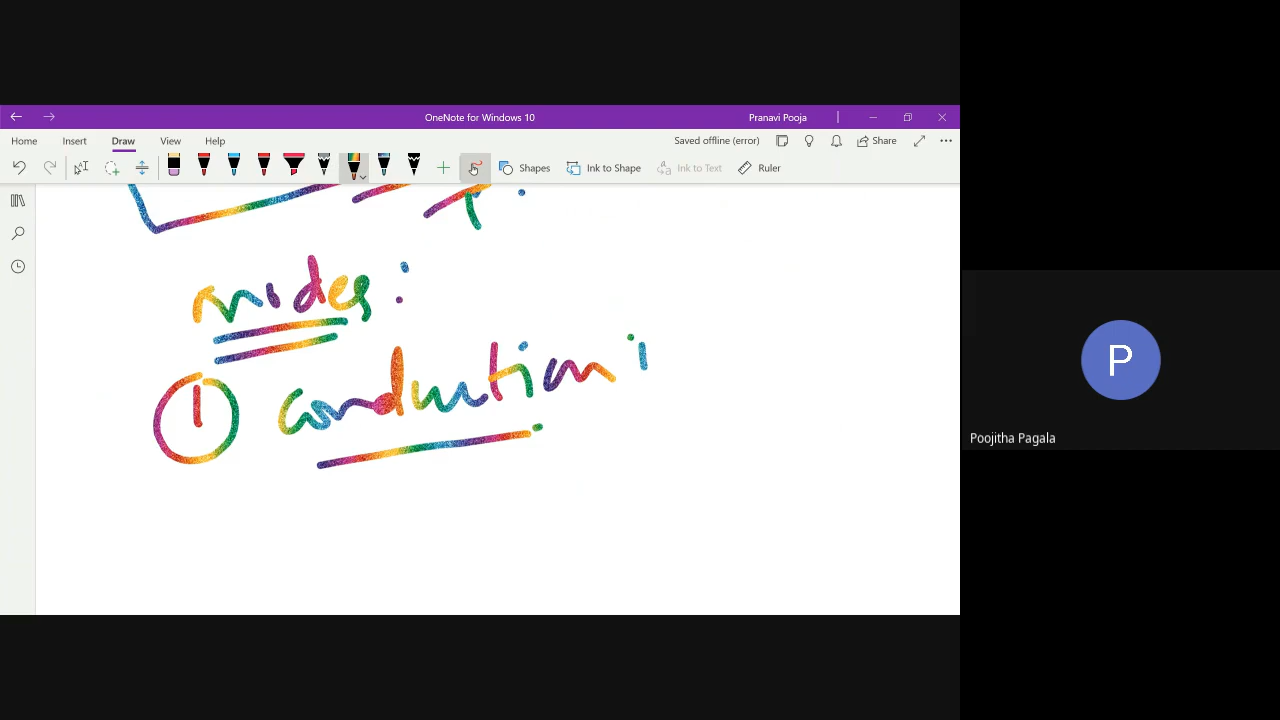 OneNote for Windows 10
Pranavi Pooja
Home Insert Draw View Help
Saved offline (error)
Share
Shapes
Ink to Shape
Ink to Text
Ruler
modes:
① conduction:
P
Poojitha Pagala